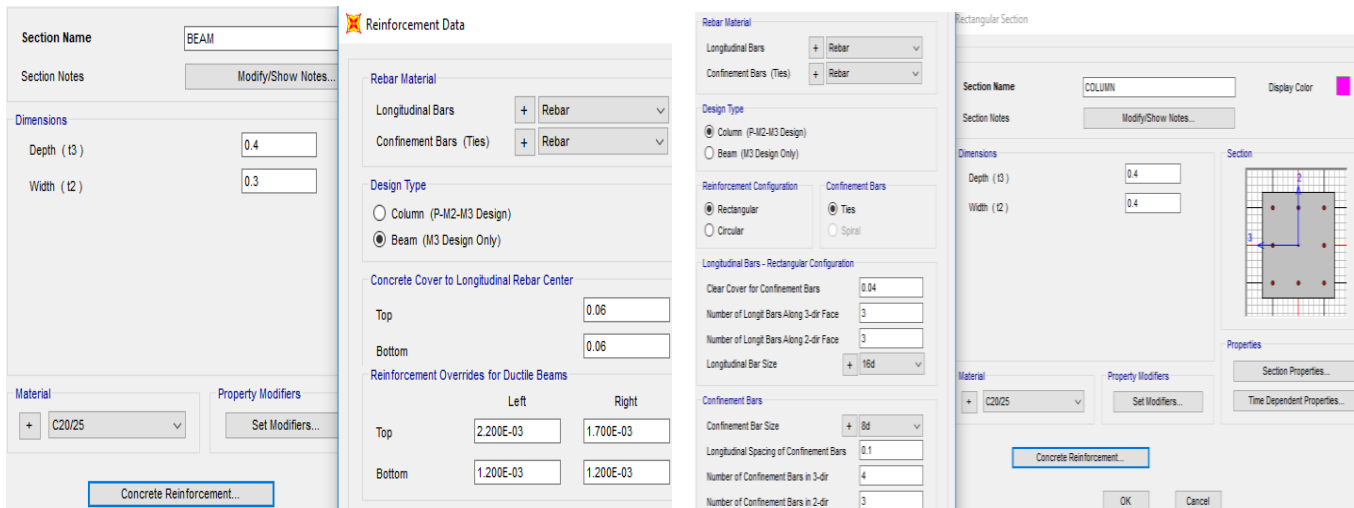 Section Name BEAM
Section Notes Modify/Show Notes...
Dimensions
Depth ( t3 ) 0.4
Width ( t2 ) 0.3
Material Property Modifiers
+ C20/25 Set Modifiers...
Concrete Reinforcement...
Reinforcement Data
Rebar Material
Longitudinal Bars + Rebar
Confinement Bars (Ties) + Rebar
Design Type
Column (P-M2-M3 Design)
Beam (M3 Design Only)
Concrete Cover to Longitudinal Rebar Center
Top 0.06
Bottom 0.06
Reinforcement Overrides for Ductile Beams
Left Right
Top 2.200E-03 1.700E-03
Bottom 1.200E-03 1.200E-03
Rebar Material
Longitudinal Bars + Rebar
Confinement Bars (Ties) + Rebar
Design Type
Column (P-M2-M3 Design)
Beam (M3 Design Only)
Reinforcement Configuration Confinement Bars
Rectangular Ties
Circular Spiral
Longitudinal Bars - Rectangular Configuration
Clear Cover for Confinement Bars 0.04
Number of Longit Bars Along 3-dir Face 3
Number of Longit Bars Along 2-dir Face 3
Longitudinal Bar Size + 16d
Confinement Bars
Confinement Bar Size + 8d
Longitudinal Spacing of Confinement Bars 0.1
Number of Confinement Bars in 3-dir 4
Number of Confinement Bars in 2-dir 3
Rectangular Section
Section Name COLUMN Display Color
Section Notes Modify/Show Notes...
Dimensions Section
Depth (t3) 0.4
Width (t2) 0.4
2
3
Properties
Material Property Modifiers Section Properties...
+ C20/25 Set Modifiers... Time Dependent Properties...
Concrete Reinforcement...
OK Cancel